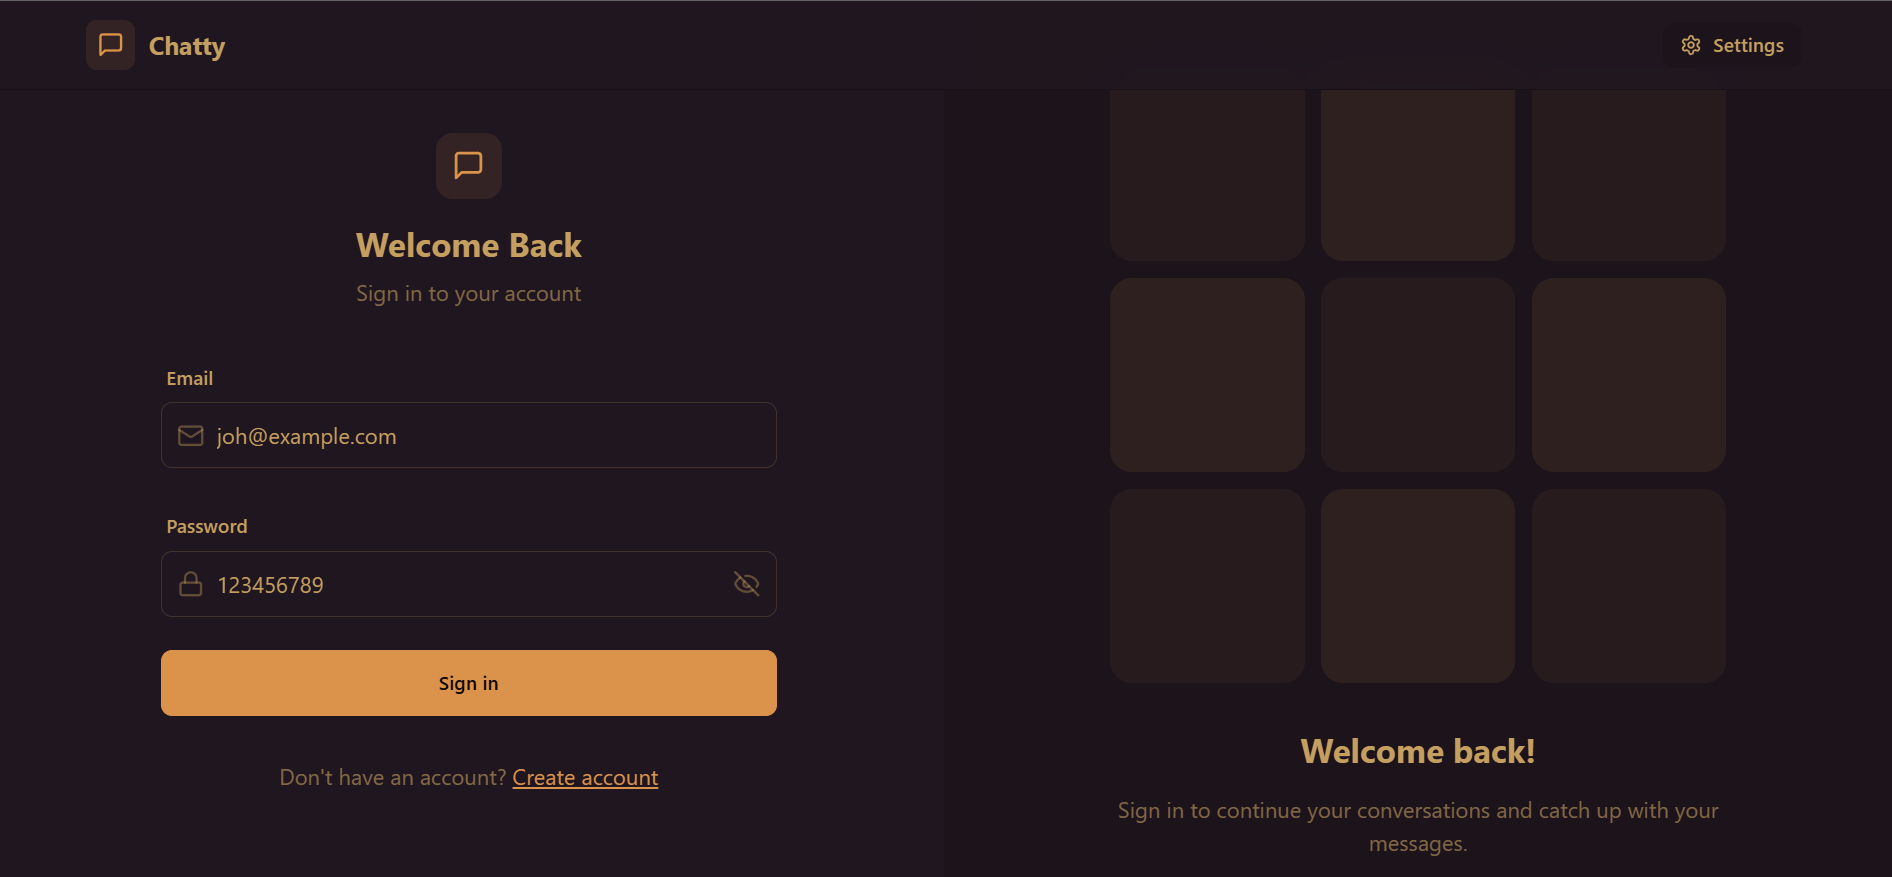 Chatty
Settings
Welcome Back
Sign in to your account
Email
joh@example.com
Password
123456789
Sign in
Don't have an account? Create account
Welcome back!
Sign in to continue your conversations and catch up with your
messages.